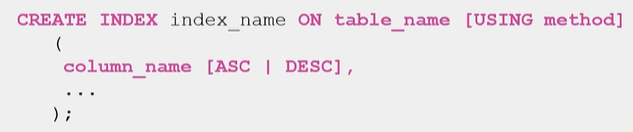 CREATE INDEX index_name ON table_name [USING method]
(
column_name [ASC | DESC],
...
);